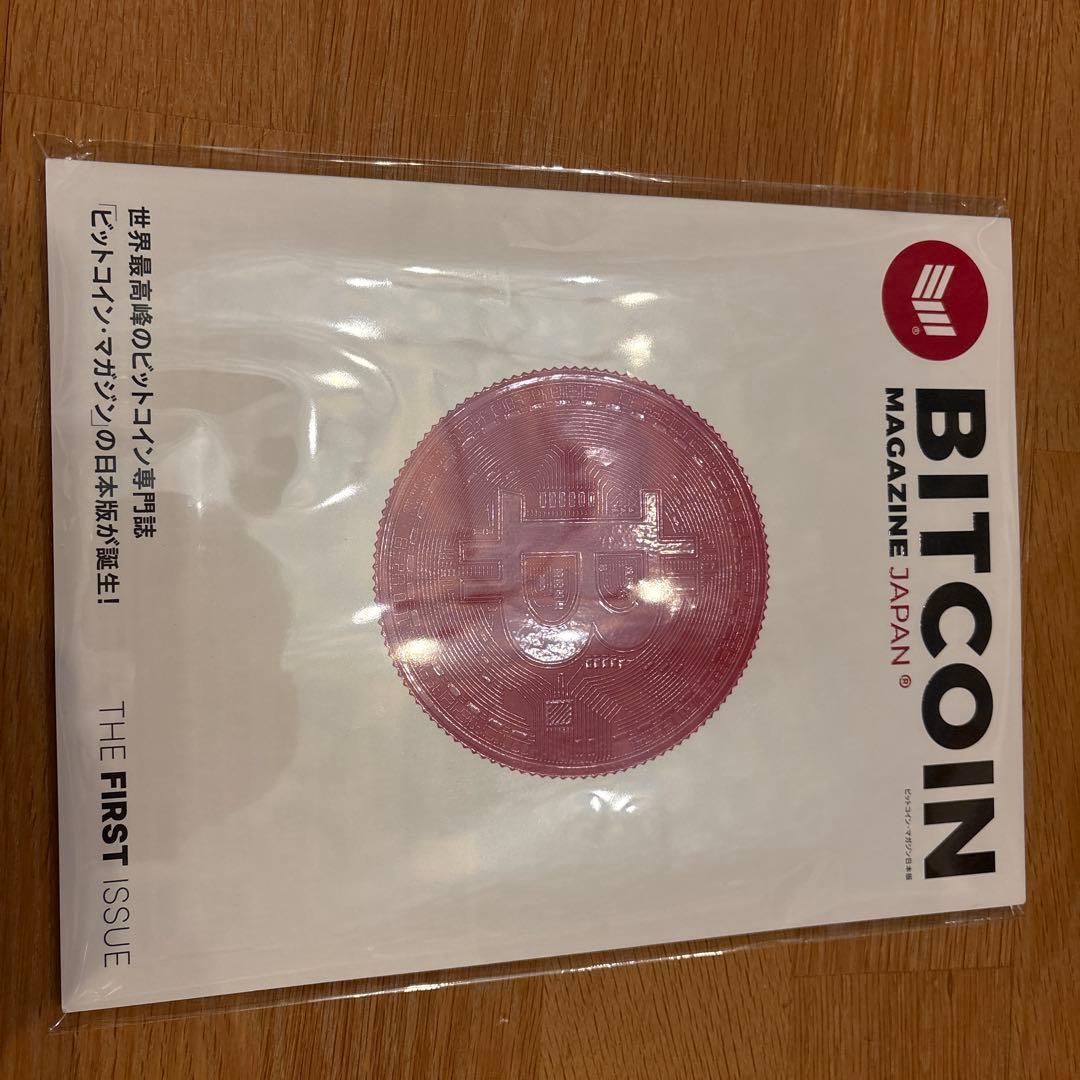 BITCOIN
MAGAZINE JAPAN ®
ビットコイン・マガジン日本版
世界最高峰のビットコイン専門誌
「ビットコイン・マガジン」の日本版が誕生!
THE FIRST ISSUE